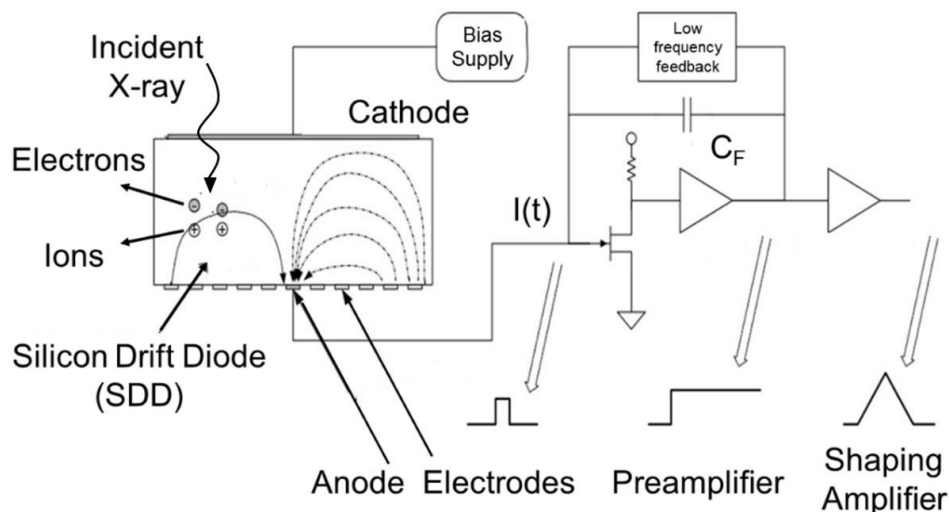 Incident
X-ray
Bias
Supply
Low
frequency
feedback
Cathode
Electrons
C_F
I(t)
Ions
Silicon Drift Diode
(SDD)
Anode
Electrodes
Preamplifier
Shaping
Amplifier